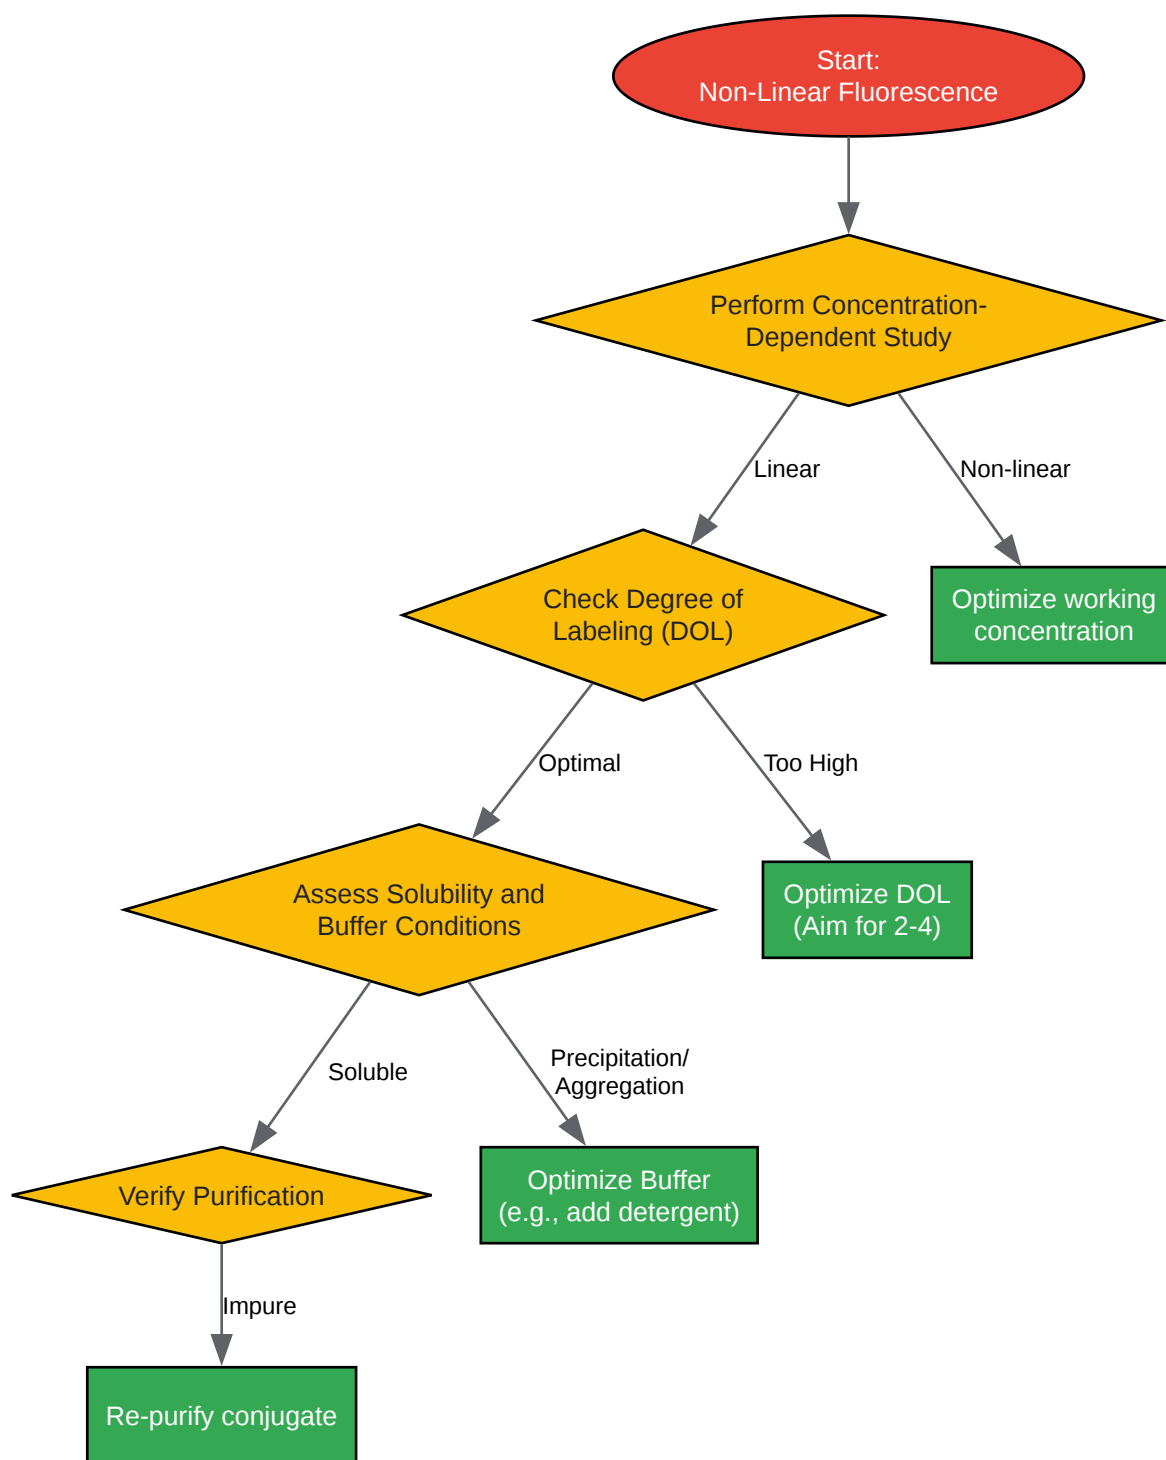 Start:
Non-Linear Fluorescence
Perform Concentration-
Dependent Study
Linear
Non-linear
Check Degree of
Labeling (DOL)
Optimize working
concentration
Optimal
Too High
Assess Solubility and
Buffer Conditions
Optimize DOL
(Aim for 2-4)
Soluble
Precipitation/
Aggregation
Verify Purification
Optimize Buffer
(e.g., add detergent)
Impure
Re-purify conjugate